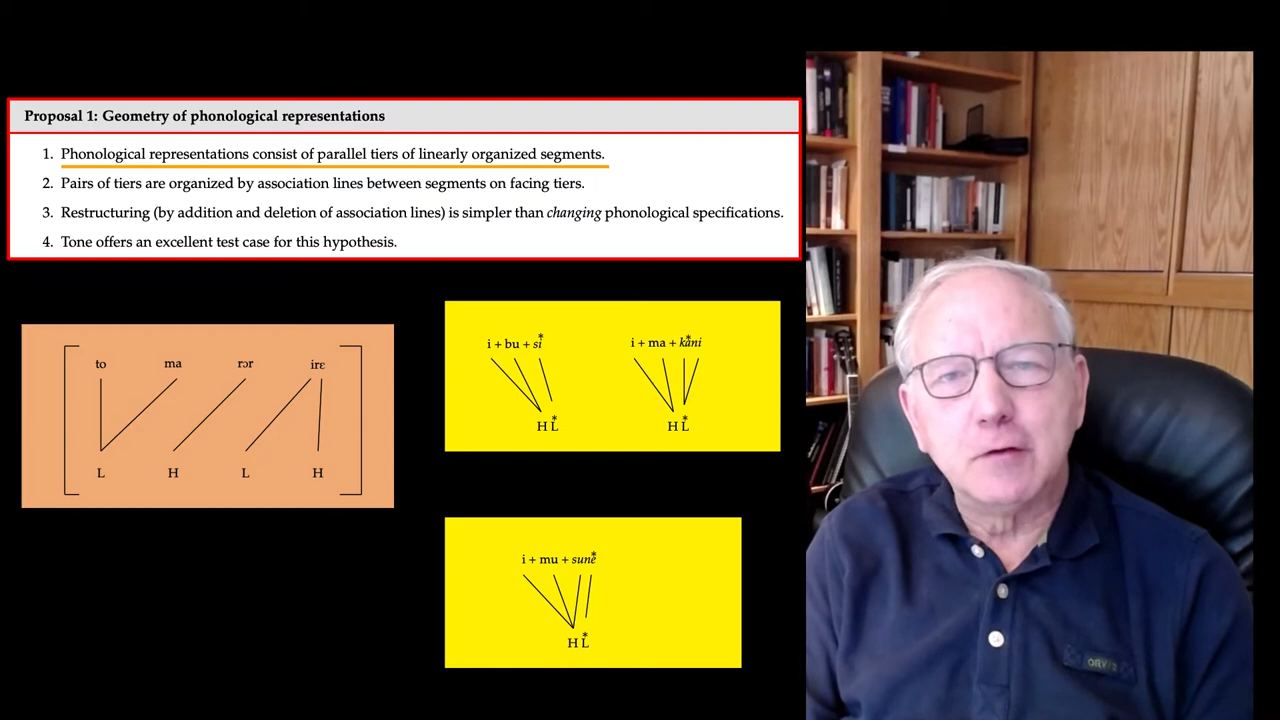 Proposal 1: Geometry of phonological representations
1. Phonological representations consist of parallel tiers of linearly organized segments.
2. Pairs of tiers are organized by association lines between segments on facing tiers.
3. Restructuring (by addition and deletion of association lines) is simpler than changing phonological specifications.
4. Tone offers an excellent test case for this hypothesis.
to ma rɔr irɛ
L H L H
i + bu + si* i + ma + ka*ni
H L* H L*
i + mu + sune*
H L*
ORVIS